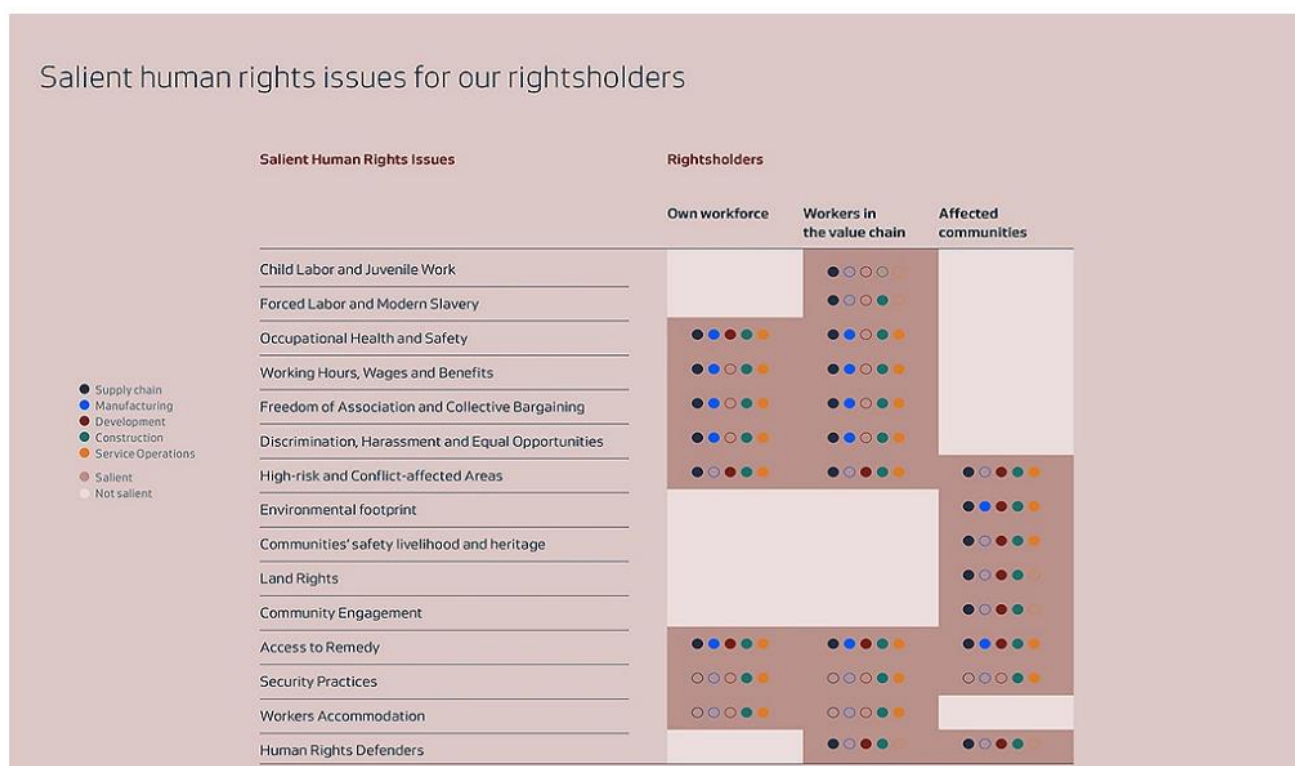 Salient human rights issues for our rightsholders
Salient Human Rights Issues
Rightsholders
Own workforce
Workers in
the value chain
Affected
communities
Child Labor and Juvenile Work
Forced Labor and Modern Slavery
Occupational Health and Safety
Working Hours, Wages and Benefits
Freedom of Association and Collective Bargaining
Discrimination, Harassment and Equal Opportunities
High-risk and Conflict-affected Areas
Environmental footprint
Communities' safety livelihood and heritage
Land Rights
Community Engagement
Access to Remedy
Security Practices
Workers Accommodation
Human Rights Defenders
Supply chain
Manufacturing
Development
Construction
Service Operations
Salient
Not salient